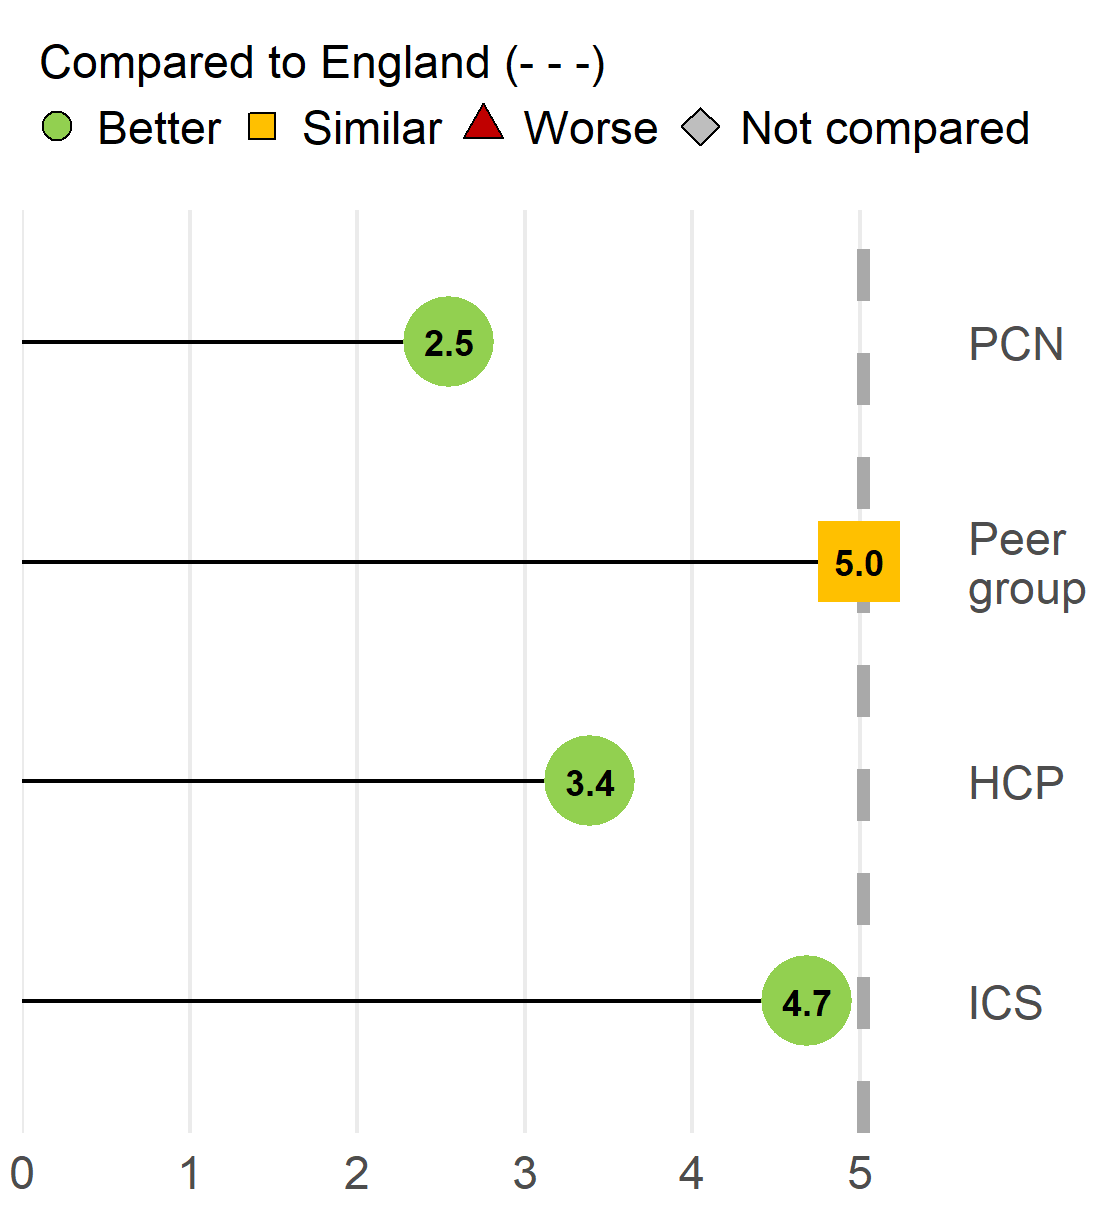 Compared to England (- - -)
Better Similar Worse Not compared
2.5 PCN
5.0 Peer
group
3.4 HCP
4.7 ICS
0 1 2 3 4 5